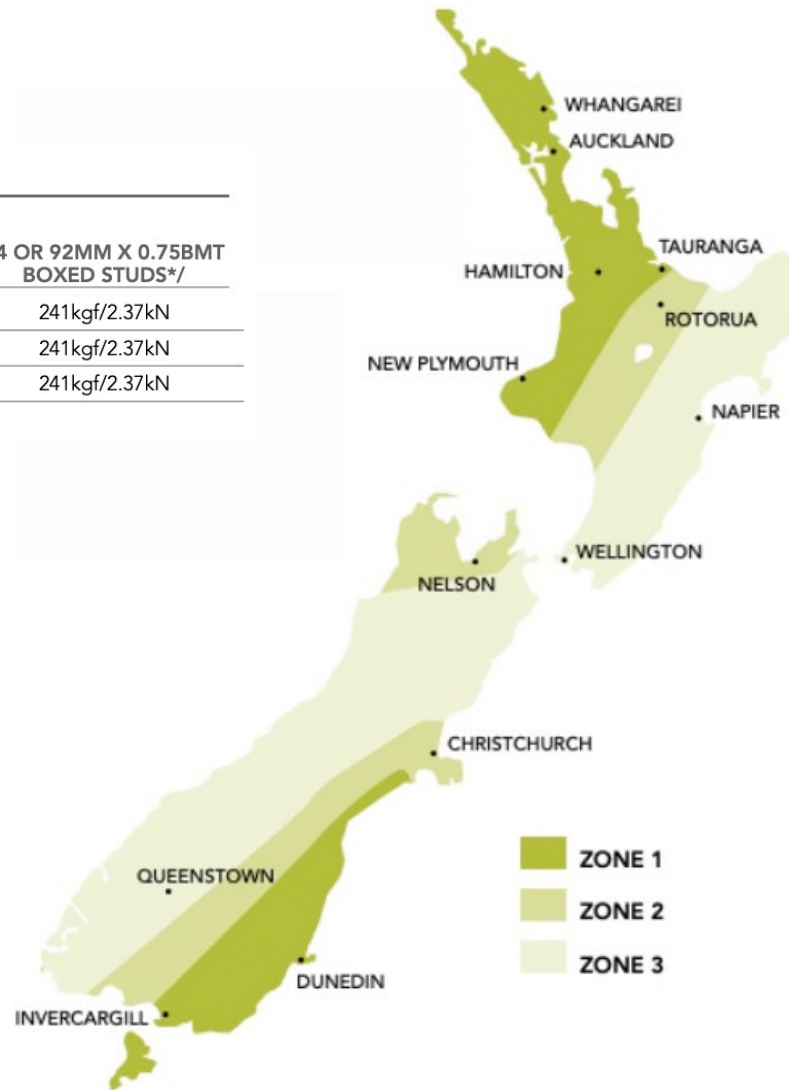 4 OR 92MM X 0.75BMT
BOXED STUDS*/
241kgf/2.37kN
241kgf/2.37kN
241kgf/2.37kN
WHANGAREI
AUCKLAND
TAURANGA
HAMILTON
ROTORUA
NEW PLYMOUTH
NAPIER
WELLINGTON
NELSON
CHRISTCHURCH
QUEENSTOWN
DUNEDIN
INVERCARGILL
ZONE 1
ZONE 2
ZONE 3